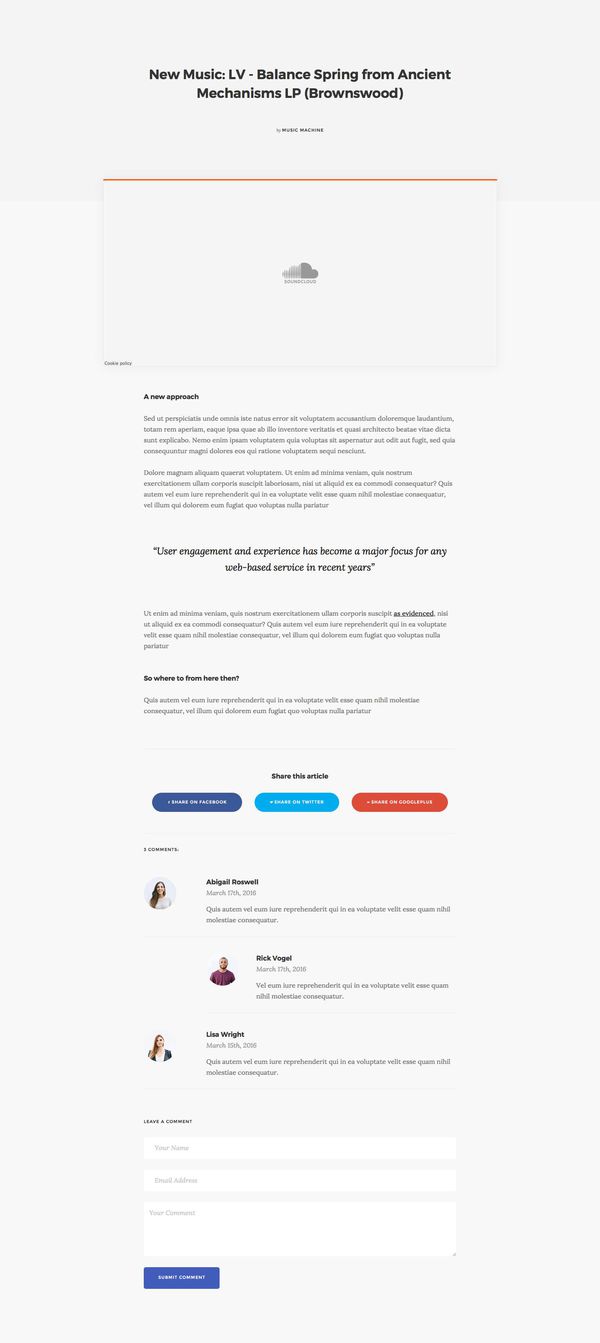 New Music: LV - Balance Spring from Ancient
Mechanisms LP (Brownswood)
by MUSIC MACHINE
SOUNDCLOUD
Cookie policy
A new approach
Sed ut perspiciatis unde omnis iste natus error sit voluptatem accusantium doloremque laudantium,
totam rem aperiam, eaque ipsa quae ab illo inventore veritatis et quasi architecto beatae vitae dicta
sunt explicabo. Nemo enim ipsam voluptatem quia voluptas sit aspernatur aut odit aut fugit, sed quia
consequuntur magni dolores eos qui ratione voluptatem sequi nesciunt.
Dolore magnam aliquam quaerat voluptatem. Ut enim ad minima veniam, quis nostrum
exercitationem ullam corporis suscipit laboriosam, nisi ut aliquid ex ea commodi consequatur? Quis
autem vel eum iure reprehenderit qui in ea voluptate velit esse quam nihil molestiae consequatur,
vel illum qui dolorem eum fugiat quo voluptas nulla pariatur
“User engagement and experience has become a major focus for any
web-based service in recent years”
Ut enim ad minima veniam, quis nostrum exercitationem ullam corporis suscipit as evidenced, nisi
ut aliquid ex ea commodi consequatur? Quis autem vel eum iure reprehenderit qui in ea voluptate
velit esse quam nihil molestiae consequatur, vel illum qui dolorem eum fugiat quo voluptas nulla
pariatur
So where to from here then?
Quis autem vel eum iure reprehenderit qui in ea voluptate velit esse quam nihil molestiae
consequatur, vel illum qui dolorem eum fugiat quo voluptas nulla pariatur
Share this article
SHARE ON FACEBOOK
SHARE ON TWITTER
SHARE ON GOOGLEPLUS
3 COMMENTS:
Abigail Roswell
March 17th, 2016
Quis autem vel eum iure reprehenderit qui in ea voluptate velit esse quam nihil
molestiae consequatur.
Rick Vogel
March 17th, 2016
Vel eum iure reprehenderit qui in ea voluptate velit esse quam
nihil molestiae consequatur.
Lisa Wright
March 15th, 2016
Quis autem vel eum iure reprehenderit qui in ea voluptate velit esse quam nihil
molestiae consequatur.
LEAVE A COMMENT
Your Name
Email Address
Your Comment
SUBMIT COMMENT